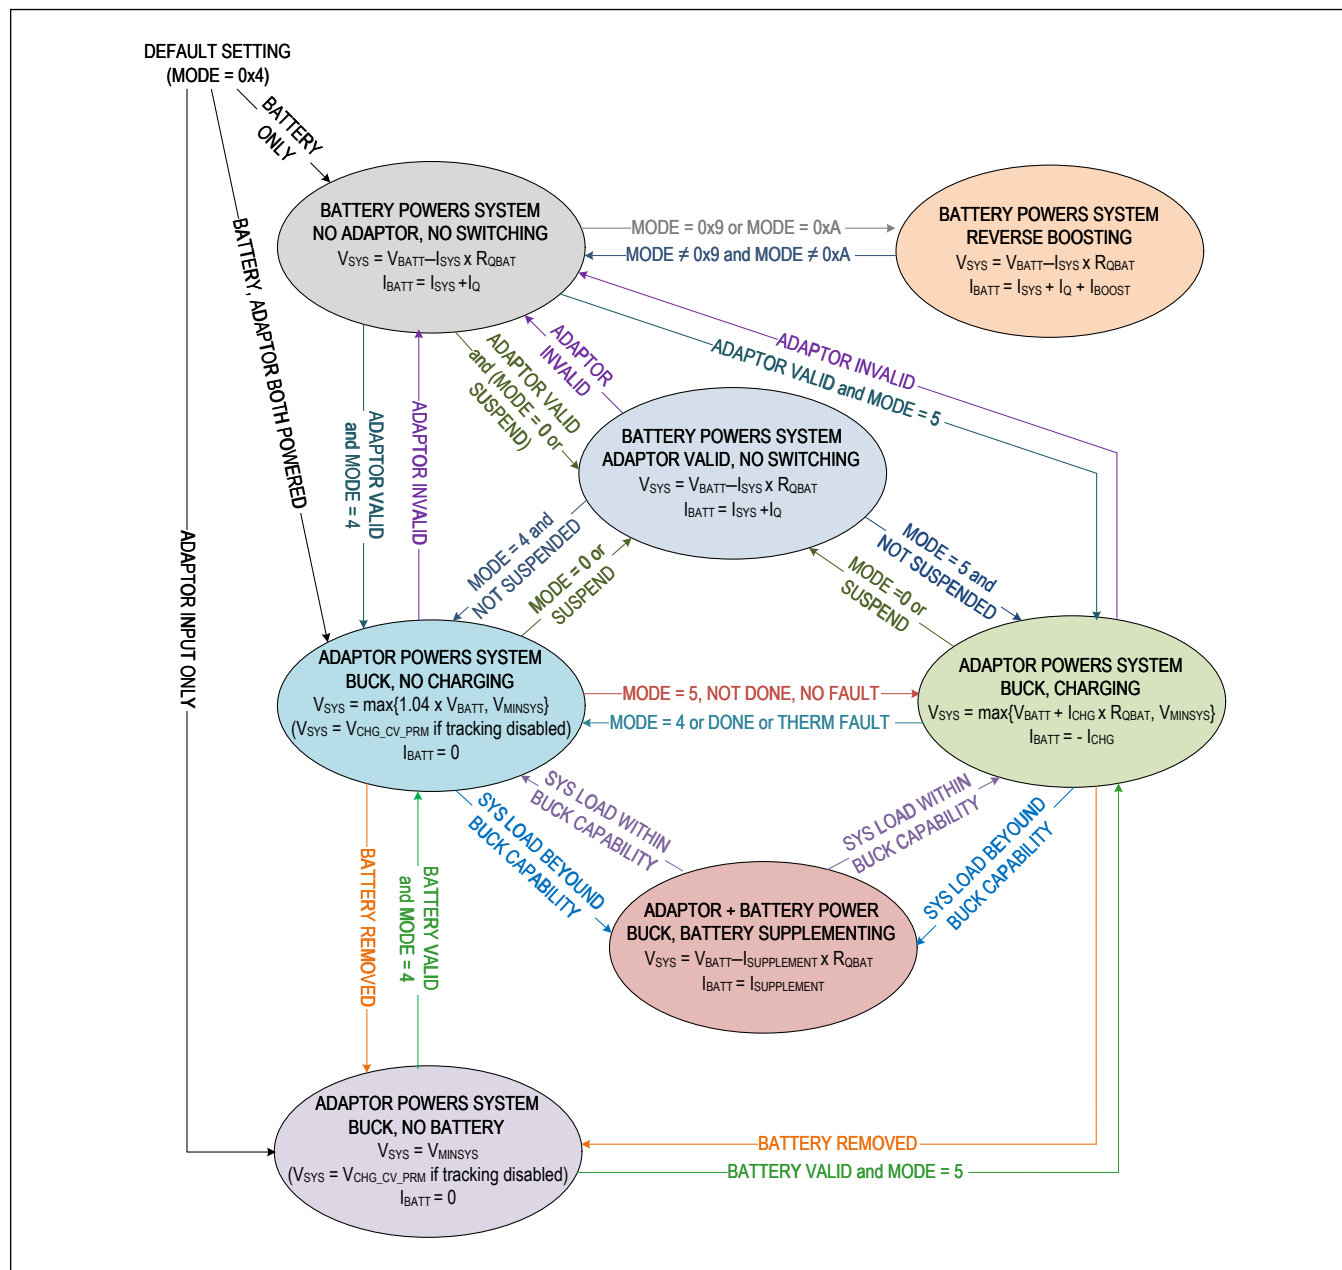 DEFAULT SETTING
(MODE = 0x4)
BATTERY
ONLY
BATTERY, ADAPTOR BOTH POWERED
ADAPTOR INPUT ONLY
BATTERY POWERS SYSTEM
NO ADAPTOR, NO SWITCHING
VSYS = VBATT–ISYS x RQBAT
IBATT = ISYS +IQ
MODE = 0x9 or MODE = 0xA
MODE ≠ 0x9 and MODE ≠ 0xA
BATTERY POWERS SYSTEM
REVERSE BOOSTING
VSYS = VBATT–ISYS x RQBAT
IBATT = ISYS + IQ + IBOOST
ADAPTOR INVALID
ADAPTOR VALID and MODE = 5
ADAPTOR
INVALID
ADAPTOR VALID
and (MODE = 0 or
SUSPEND)
ADAPTOR VALID
and MODE = 4
ADAPTOR INVALID
BATTERY POWERS SYSTEM
ADAPTOR VALID, NO SWITCHING
VSYS = VBATT–ISYS x RQBAT
IBATT = ISYS +IQ
MODE = 4 and
NOT SUSPENDED
MODE = 0 or
SUSPEND
MODE = 5 and
NOT SUSPENDED
MODE =0 or
SUSPEND
ADAPTOR POWERS SYSTEM
BUCK, NO CHARGING
VSYS = max{1.04 x VBATT, VMINSYS}
(VSYS = VCHG_CV_PRM if tracking disabled)
IBATT = 0
MODE = 5, NOT DONE, NO FAULT
MODE = 4 or DONE or THERM FAULT
ADAPTOR POWERS SYSTEM
BUCK, CHARGING
VSYS = max{VBATT + ICHG x RQBAT, VMINSYS}
IBATT = - ICHG
SYS LOAD WITHIN
BUCK CAPABILITY
SYS LOAD BEYOUND
BUCK CAPABILITY
SYS LOAD WITHIN
BUCK CAPABILITY
SYS LOAD BEYOUND
BUCK CAPABILITY
BATTERY REMOVED
BATTERY VALID
and MODE = 4
ADAPTOR + BATTERY POWER
BUCK, BATTERY SUPPLEMENTING
VSYS = VBATT–ISUPPLEMENT x RQBAT
IBATT = ISUPPLEMENT
ADAPTOR POWERS SYSTEM
BUCK, NO BATTERY
VSYS = VMINSYS
(VSYS = VCHG_CV_PRM if tracking disabled)
IBATT = 0
BATTERY REMOVED
BATTERY VALID and MODE = 5